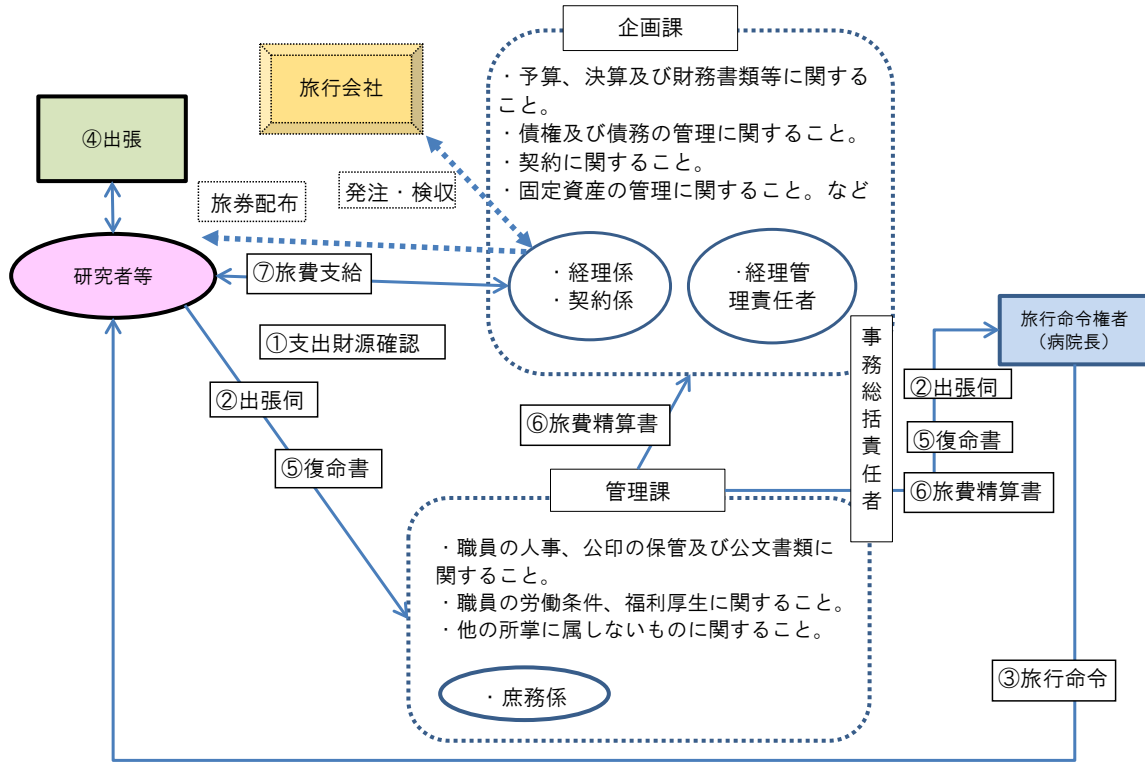 企画課
旅行会社
・予算、決算及び財務書類等に関する
こと。
・債権及び債務の管理に関すること。
・契約に関すること。
・固定資産の管理に関すること。など
④出張
発注・検収
旅券配布
研究者等
⑦旅費支給
・経理係
・契約係
・経理管
理責任者
①支出財源確認
事務総括責任者
旅行命令権者
（病院長）
②出張伺
②出張伺
⑥旅費精算書
⑤復命書
⑤復命書
管理課
⑥旅費精算書
・職員の人事、公印の保管及び公文書類に
関すること。
・職員の労働条件、福利厚生に関すること。
・他の所掌に属しないものに関すること。
③旅行命令
・庶務係